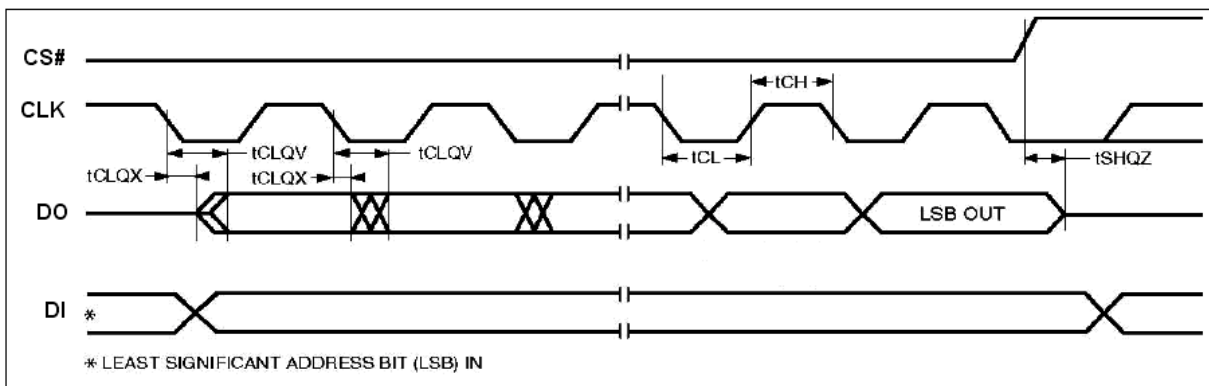 CS#
CLK
tCH
tCLQV
tCLQV
tCL
tSHQZ
tCLQX
tCLQX
DO
LSB OUT
DI
*
* LEAST SIGNIFICANT ADDRESS BIT (LSB) IN